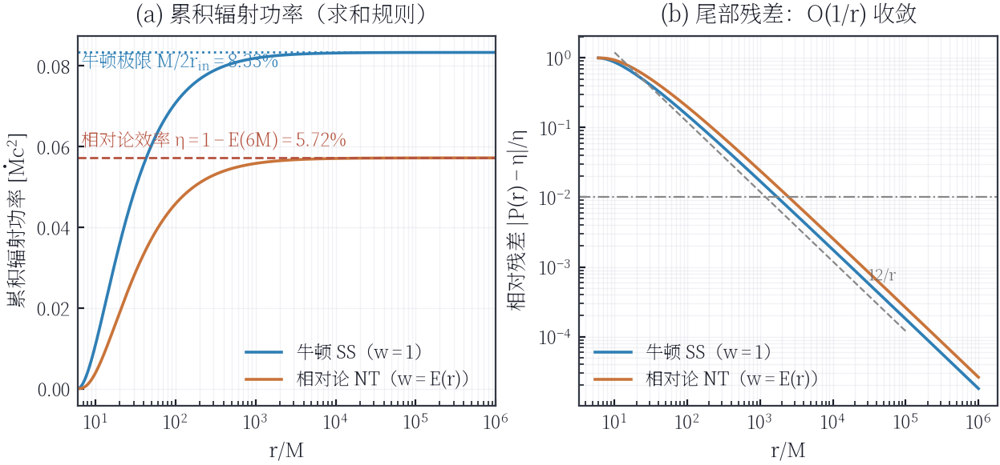 (a) 累积辐射功率（求和规则）
累积辐射功率 [Ṁc²]
0.08
0.06
0.04
0.02
0.00
牛顿极限 M/2r_in = 8.33%
相对论效率 η = 1 − E(6M) = 5.72%
牛顿 SS（w = 1）
相对论 NT（w = E(r)）
10¹
10²
10³
10⁴
10⁵
10⁶
r/M
(b) 尾部残差：O(1/r) 收敛
相对残差 |P(r) − η|/η
10⁰
10⁻¹
10⁻²
10⁻³
10⁻⁴
12/r
牛顿 SS（w = 1）
相对论 NT（w = E(r)）
10¹
10²
10³
10⁴
10⁵
10⁶
r/M